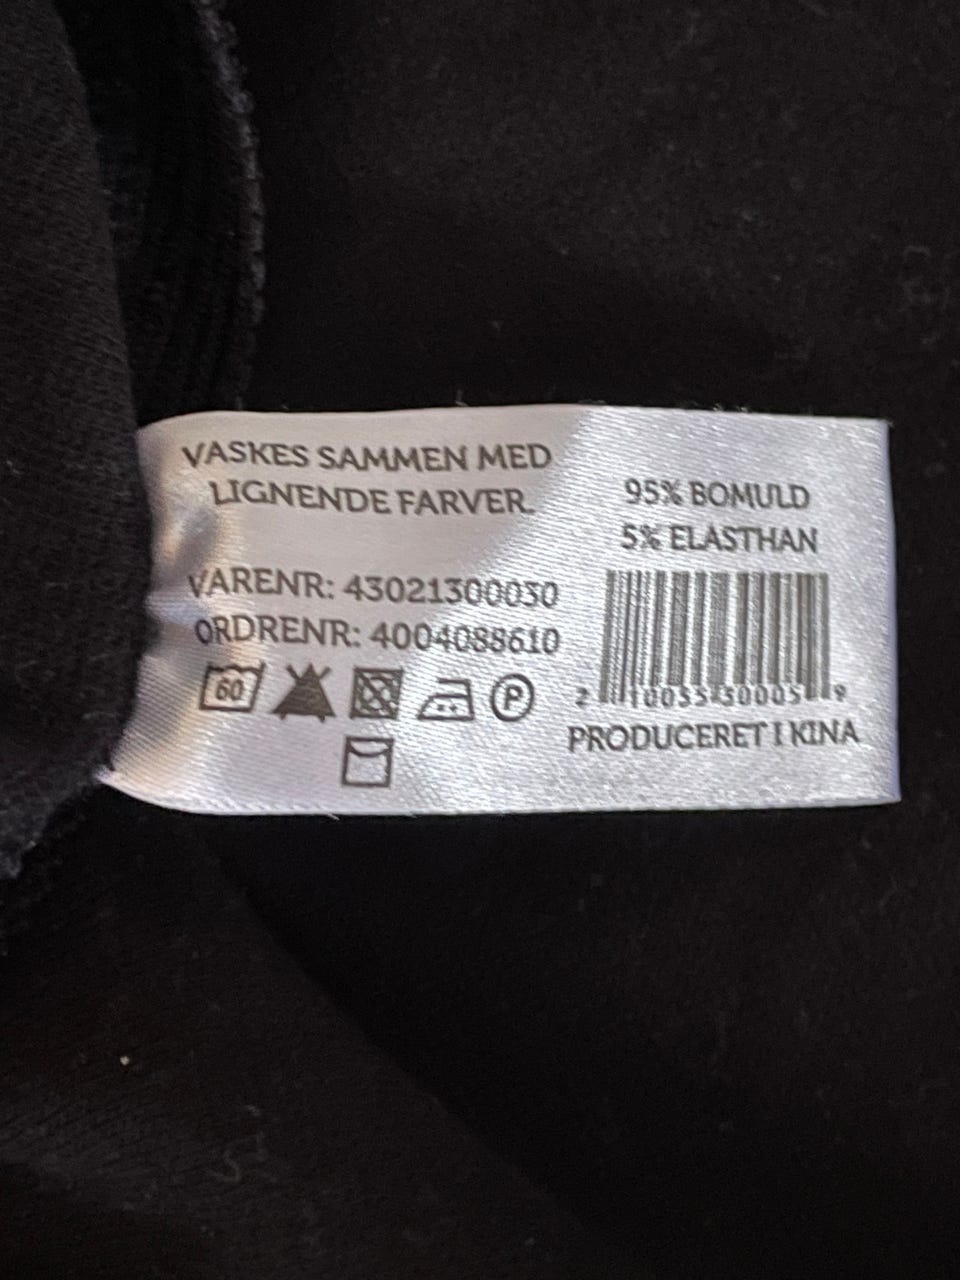 VASKES SAMMEN MED
LIGNENDE FARVER.
VARENR: 43021300030
ORDRENR: 4004088610
60
P
95% BOMULD
5% ELASTHAN
PRODUCERET I KINA